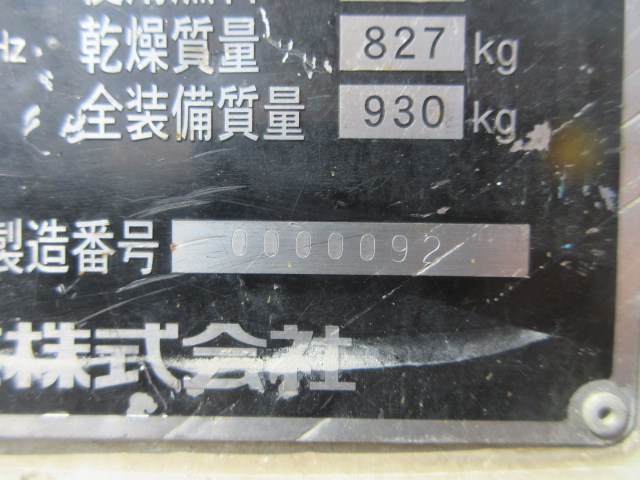 Hz 乾燥質量 827 kg
全装備質量 930 kg
製造番号 0000092
株式会社